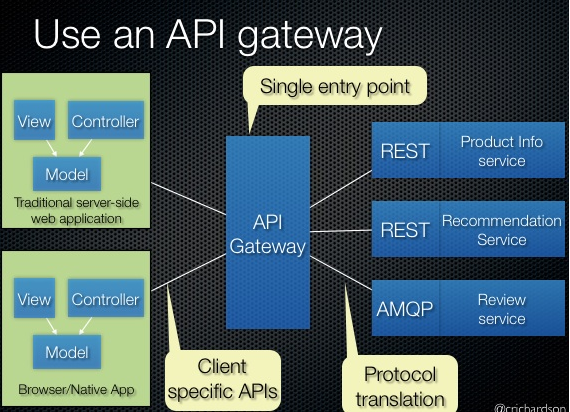 Use an API gateway
Single entry point
View
Controller
Model
Traditional server-side
web application
View
Controller
Model
Browser/Native App
API
Gateway
REST
Product Info
service
REST
Recommendation
Service
AMQP
Review
service
Client
specific APIs
Protocol
translation
@crichardson